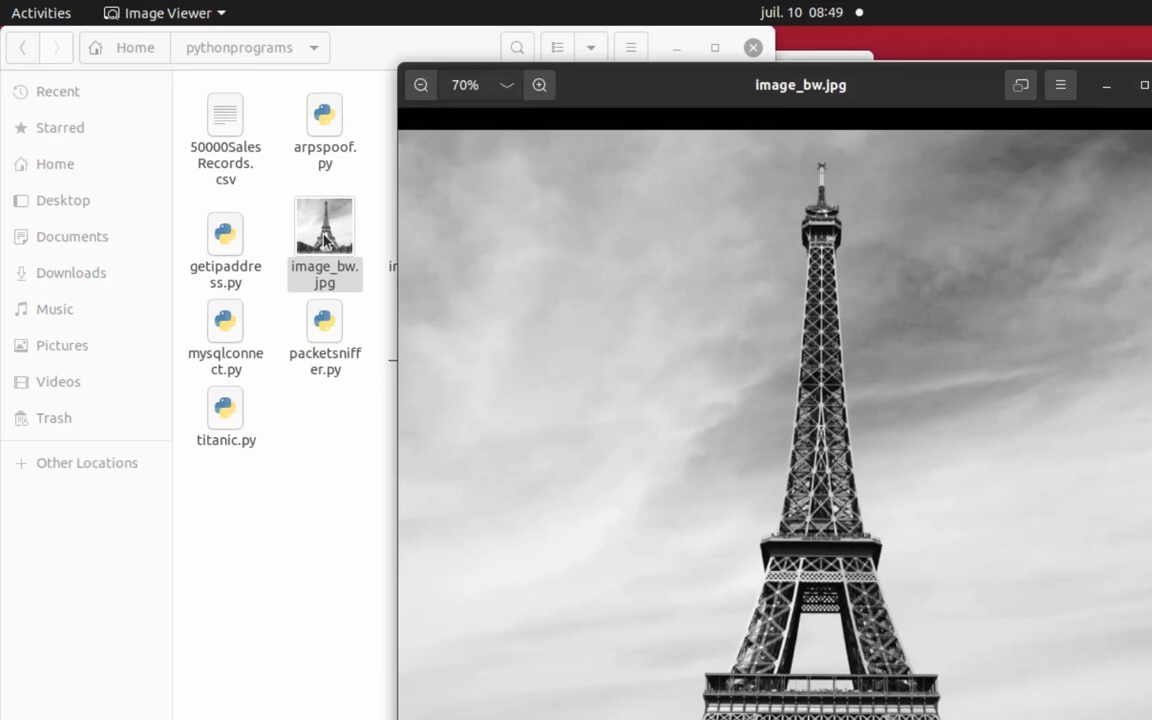 Activities
Image Viewer
juil. 10 08:49
Home
pythonprograms
70%
image_bw.jpg
Recent
Starred
Home
Desktop
Documents
Downloads
Music
Pictures
Videos
Trash
Other Locations
50000Sales
Records.
csv
arpspoof.
py
getipaddre
ss.py
image_bw.
jpg
mysqlconne
ct.py
packetsniff
er.py
titanic.py